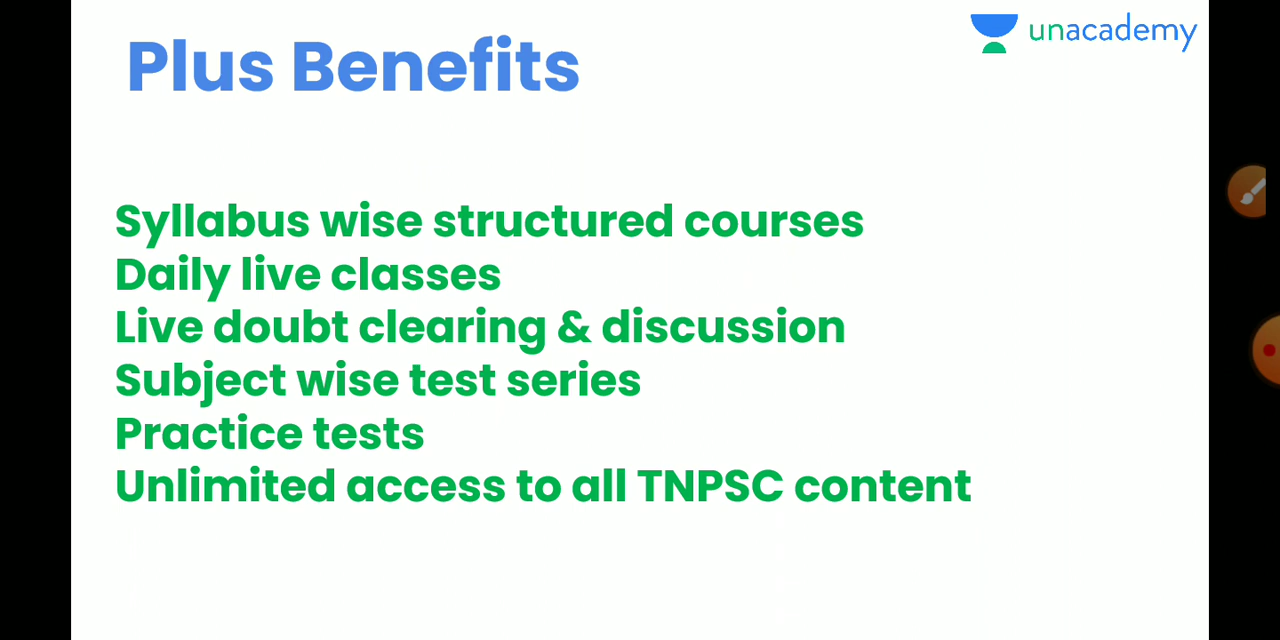 unacademy
Plus Benefits
Syllabus wise structured courses
Daily live classes
Live doubt clearing & discussion
Subject wise test series
Practice tests
Unlimited access to all TNPSC content